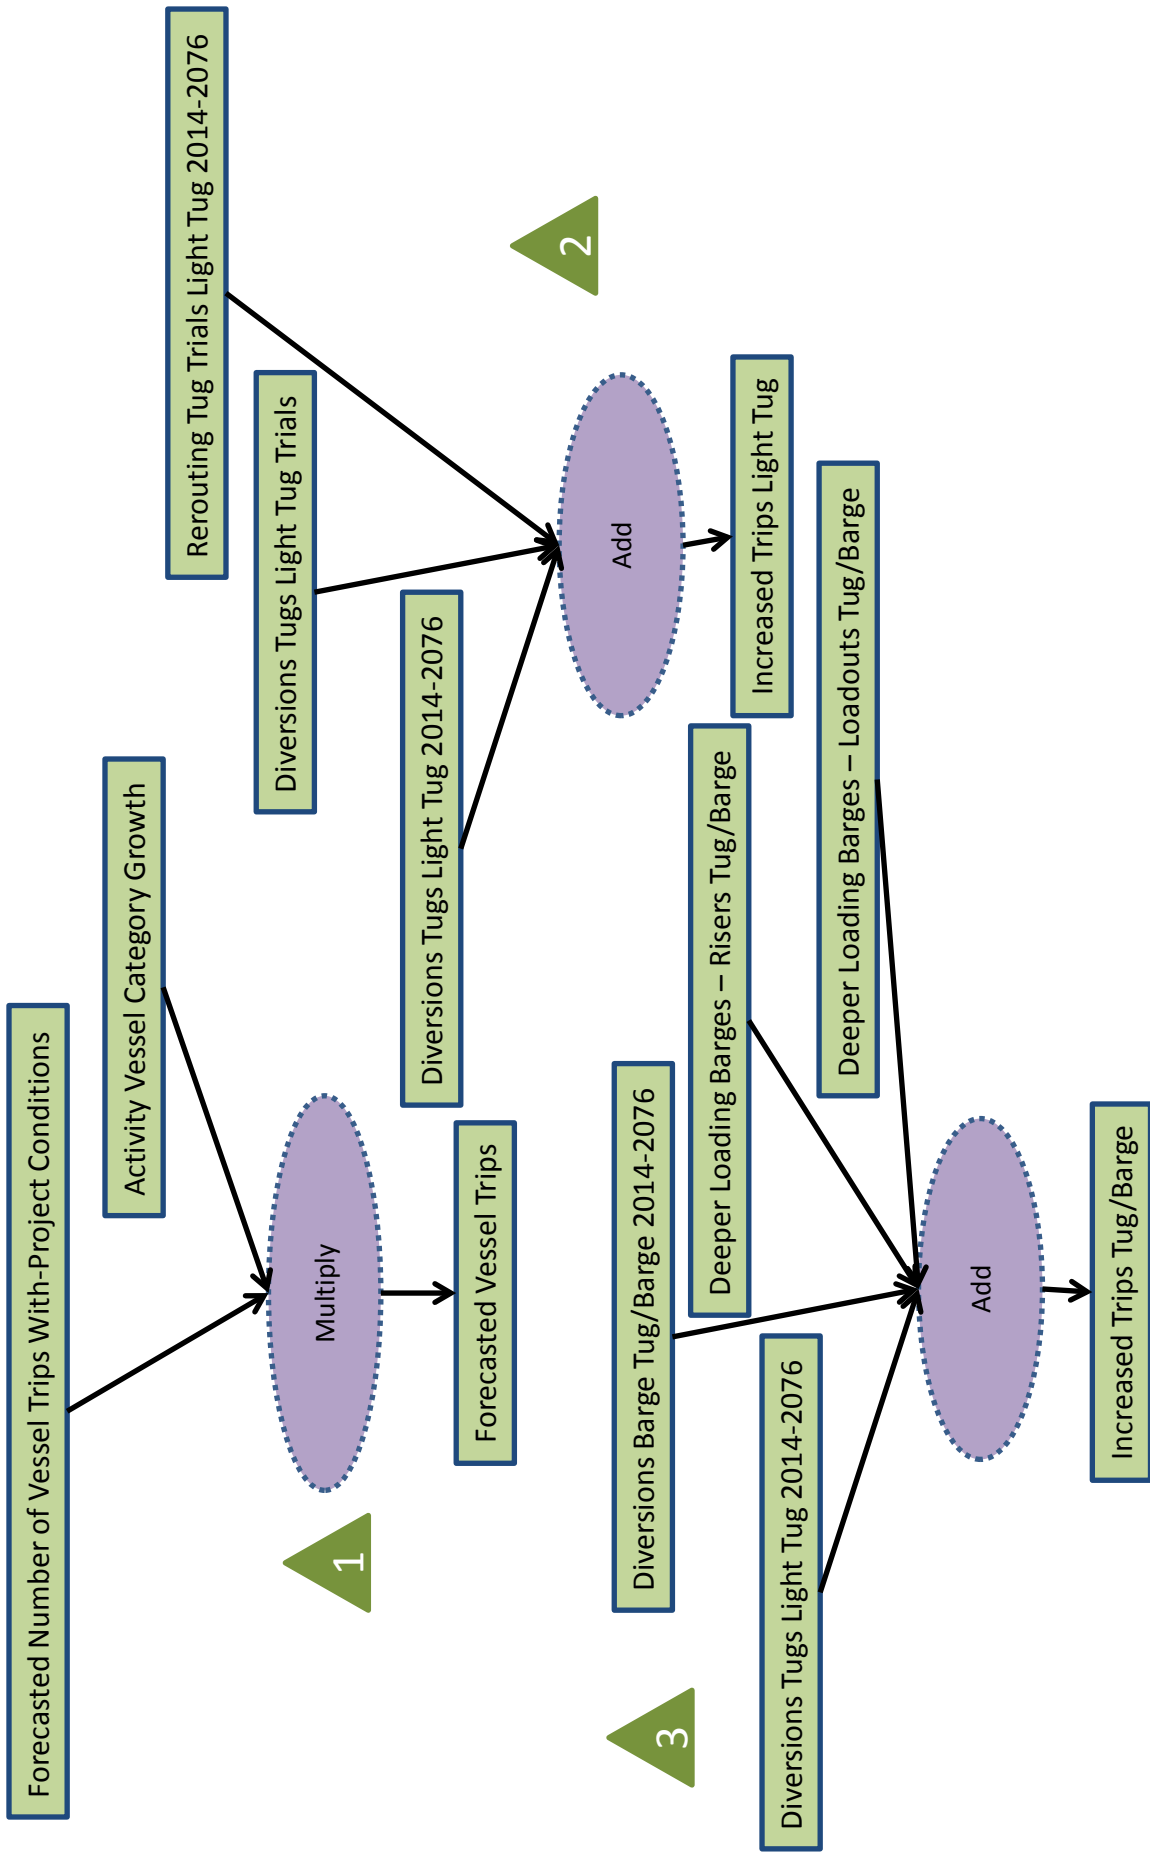 Forecasted Number of Vessel Trips With-Project Conditions
Activity Vessel Category Growth
Multiply
Forecasted Vessel Trips
1
Rerouting Tug Trials Light Tug 2014-2076
Diversions Tugs Light Tug Trials
Diversions Tugs Light Tug 2014-2076
Add
Increased Trips Light Tug
2
Diversions Barge Tug/Barge 2014-2076
Deeper Loading Barges – Risers Tug/Barge
Diversions Tugs Light Tug 2014-2076
Deeper Loading Barges – Loadouts Tug/Barge
Add
Increased Trips Tug/Barge
3